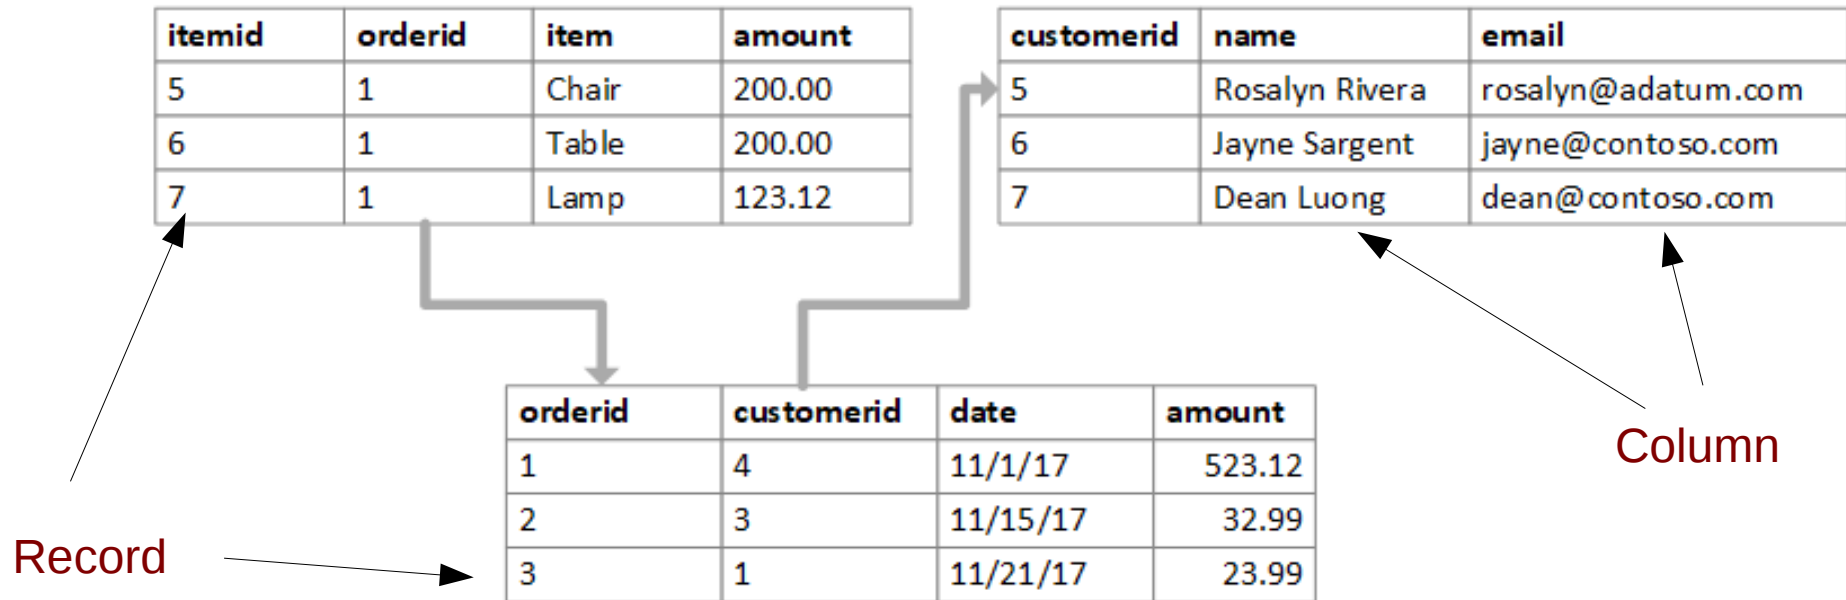 itemid orderid item amount
5 1 Chair 200.00
6 1 Table 200.00
7 1 Lamp 123.12
customerid name email
5 Rosalyn Rivera rosalyn@adatum.com
6 Jayne Sargent jayne@contoso.com
7 Dean Luong dean@contoso.com
orderid customerid date amount
1 4 11/1/17 523.12
2 3 11/15/17 32.99
3 1 11/21/17 23.99
Record
Column